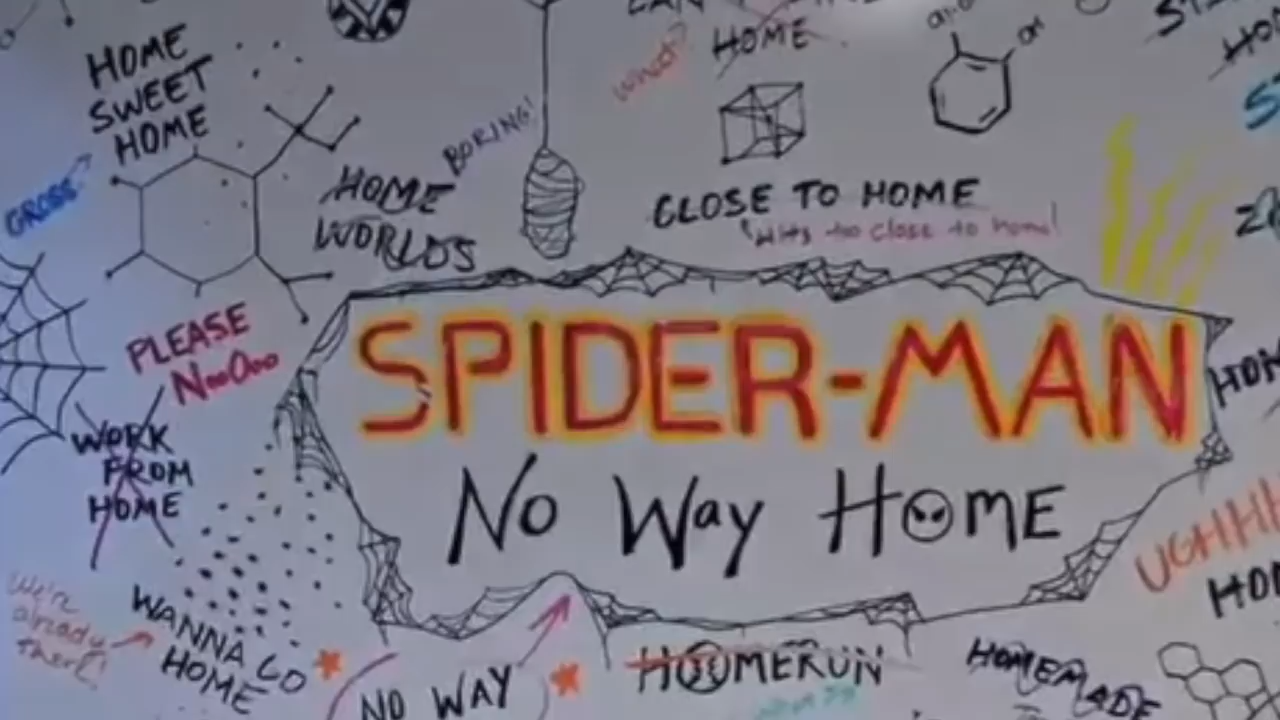 HOME
HOME
SWEET
HOME
What?
BORING!
GROSS
HOME
WORLDS
CLOSE TO HOME
Hits too close to home!
PLEASE
NooOoo
SPIDER-MAN
WORK
FROM
HOME
No Way HOME
UGHHH
We're
already
there!
WANNA GO
HOME
NO WAY
HOOMERUN
HOMEMADE